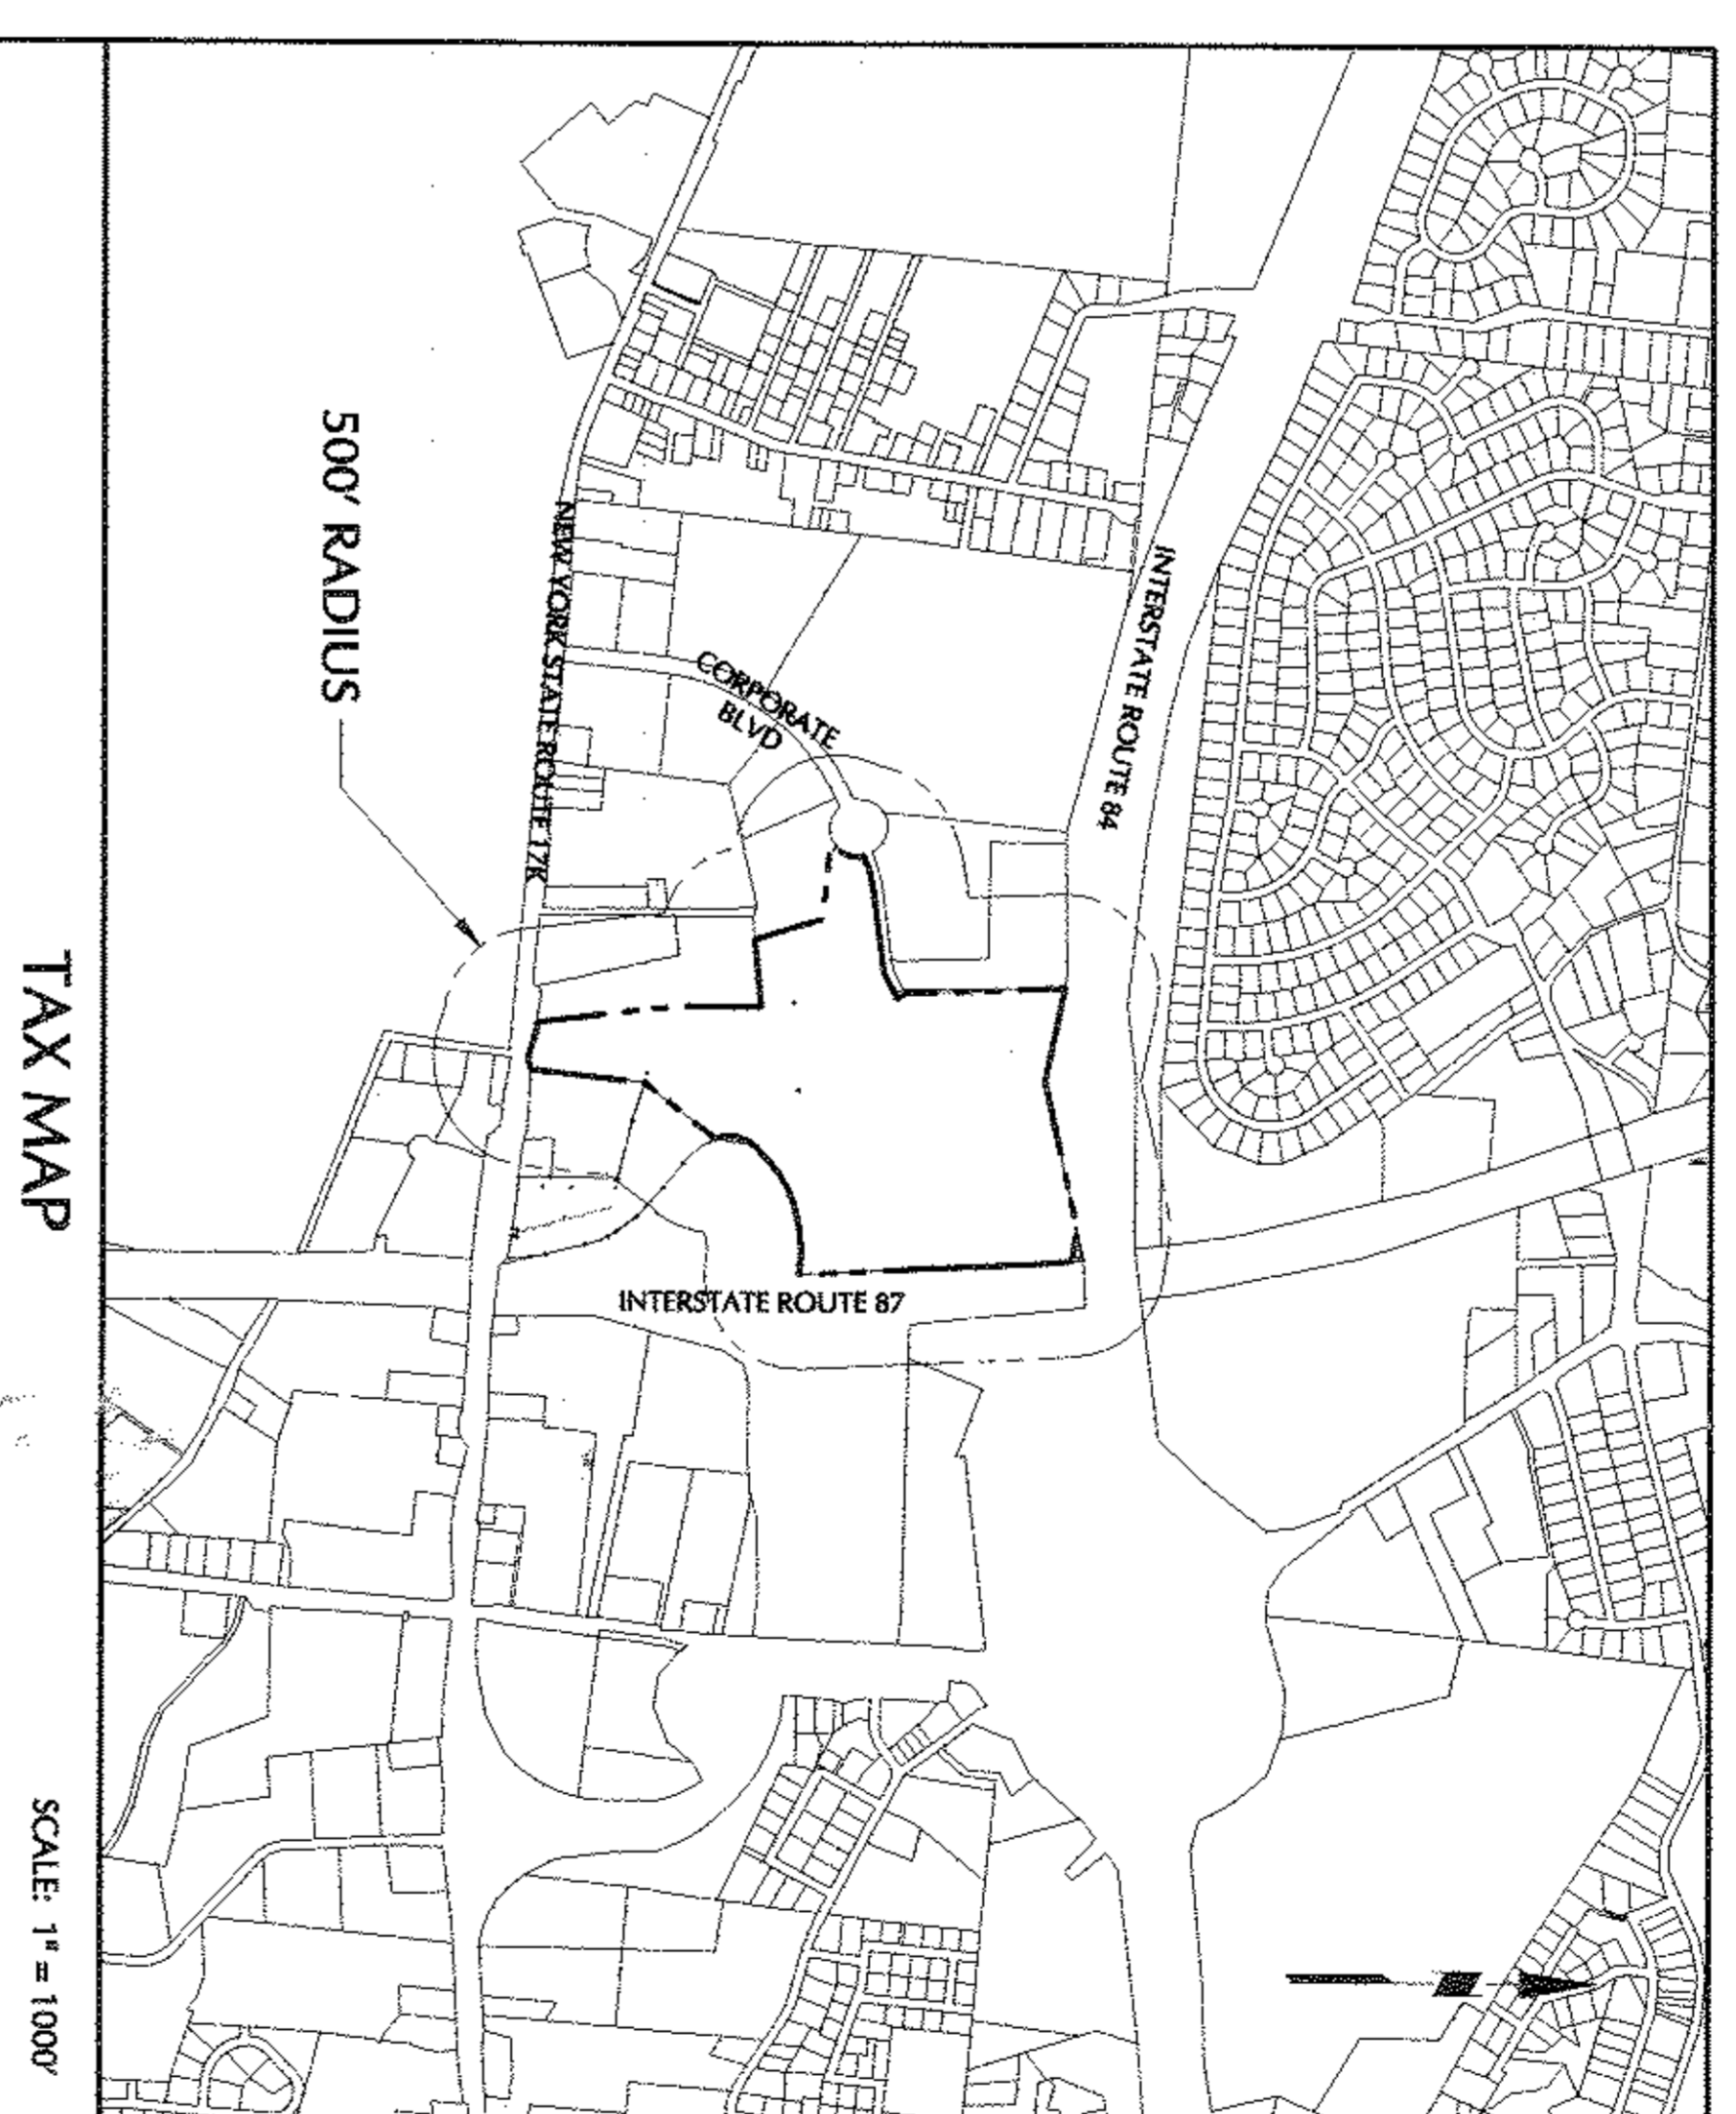 INTERSTATE ROUTE 84
CORPORATE
BLVD
NEW YORK STATE ROUTE 17K
500' RADIUS
INTERSTATE ROUTE 87
TAX MAP
SCALE: 1" = 1000'